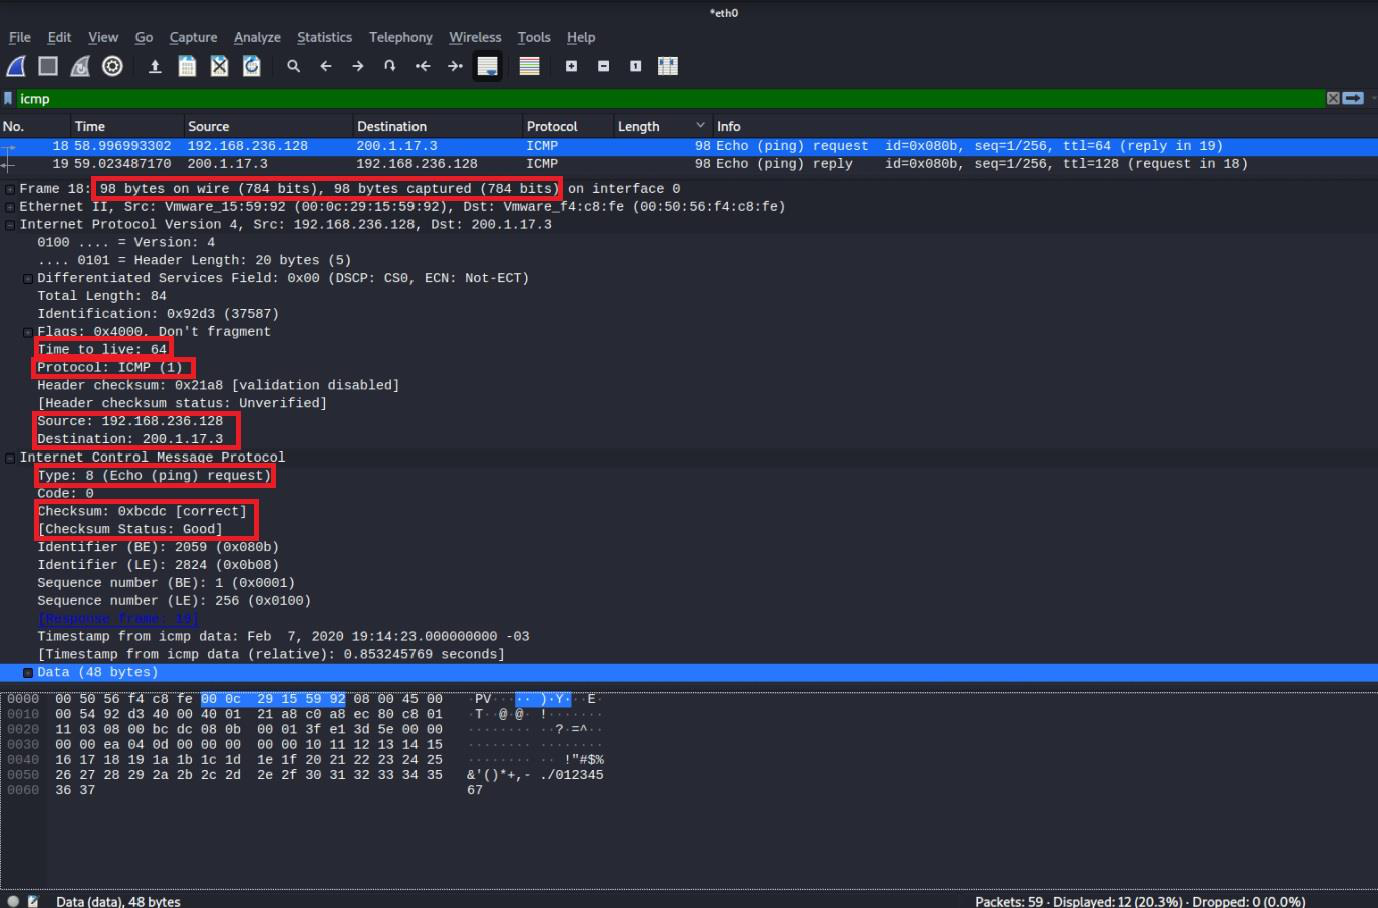 *eth0
File Edit View Go Capture Analyze Statistics Telephony Wireless Tools Help
icmp
No. Time Source Destination Protocol Length Info
18 58.996993302 192.168.236.128 200.1.17.3 ICMP 98 Echo (ping) request id=0x080b, seq=1/256, ttl=64 (reply in 19)
19 59.023487170 200.1.17.3 192.168.236.128 ICMP 98 Echo (ping) reply id=0x080b, seq=1/256, ttl=128 (request in 18)
Frame 18: 98 bytes on wire (784 bits), 98 bytes captured (784 bits) on interface 0
Ethernet II, Src: Vmware_15:59:92 (00:0c:29:15:59:92), Dst: Vmware_f4:c8:fe (00:50:56:f4:c8:fe)
Internet Protocol Version 4, Src: 192.168.236.128, Dst: 200.1.17.3
0100 .... = Version: 4
.... 0101 = Header Length: 20 bytes (5)
Differentiated Services Field: 0x00 (DSCP: CS0, ECN: Not-ECT)
Total Length: 84
Identification: 0x92d3 (37587)
Flags: 0x4000, Don't fragment
Time to live: 64
Protocol: ICMP (1)
Header checksum: 0x21a8 [validation disabled]
[Header checksum status: Unverified]
Source: 192.168.236.128
Destination: 200.1.17.3
Internet Control Message Protocol
Type: 8 (Echo (ping) request)
Code: 0
Checksum: 0xbcdc [correct]
[Checksum Status: Good]
Identifier (BE): 2059 (0x080b)
Identifier (LE): 2824 (0x0b08)
Sequence number (BE): 1 (0x0001)
Sequence number (LE): 256 (0x0100)
[Response frame: 19]
Timestamp from icmp data: Feb  7, 2020 19:14:23.000000000 -03
[Timestamp from icmp data (relative): 0.853245769 seconds]
Data (48 bytes)
0000 00 50 56 f4 c8 fe 00 0c 29 15 59 92 08 00 45 00 ·PV····· )·Y···E·
0010 00 54 92 d3 40 00 40 01 21 a8 c0 a8 ec 80 c8 01 ·T··@·@· !·······
0020 11 03 08 00 bc dc 08 0b 00 01 3f e1 3d 5e 00 00 ········ ··?·=^··
0030 00 00 ea 04 0d 00 00 00 00 00 10 11 12 13 14 15 ········ ········
0040 16 17 18 19 1a 1b 1c 1d 1e 1f 20 21 22 23 24 25 ········ ·· !"#$%
0050 26 27 28 29 2a 2b 2c 2d 2e 2f 30 31 32 33 34 35 &'()*+,- ./012345
0060 36 37 67
Data (data), 48 bytes Packets: 59 · Displayed: 12 (20.3%) · Dropped: 0 (0.0%)